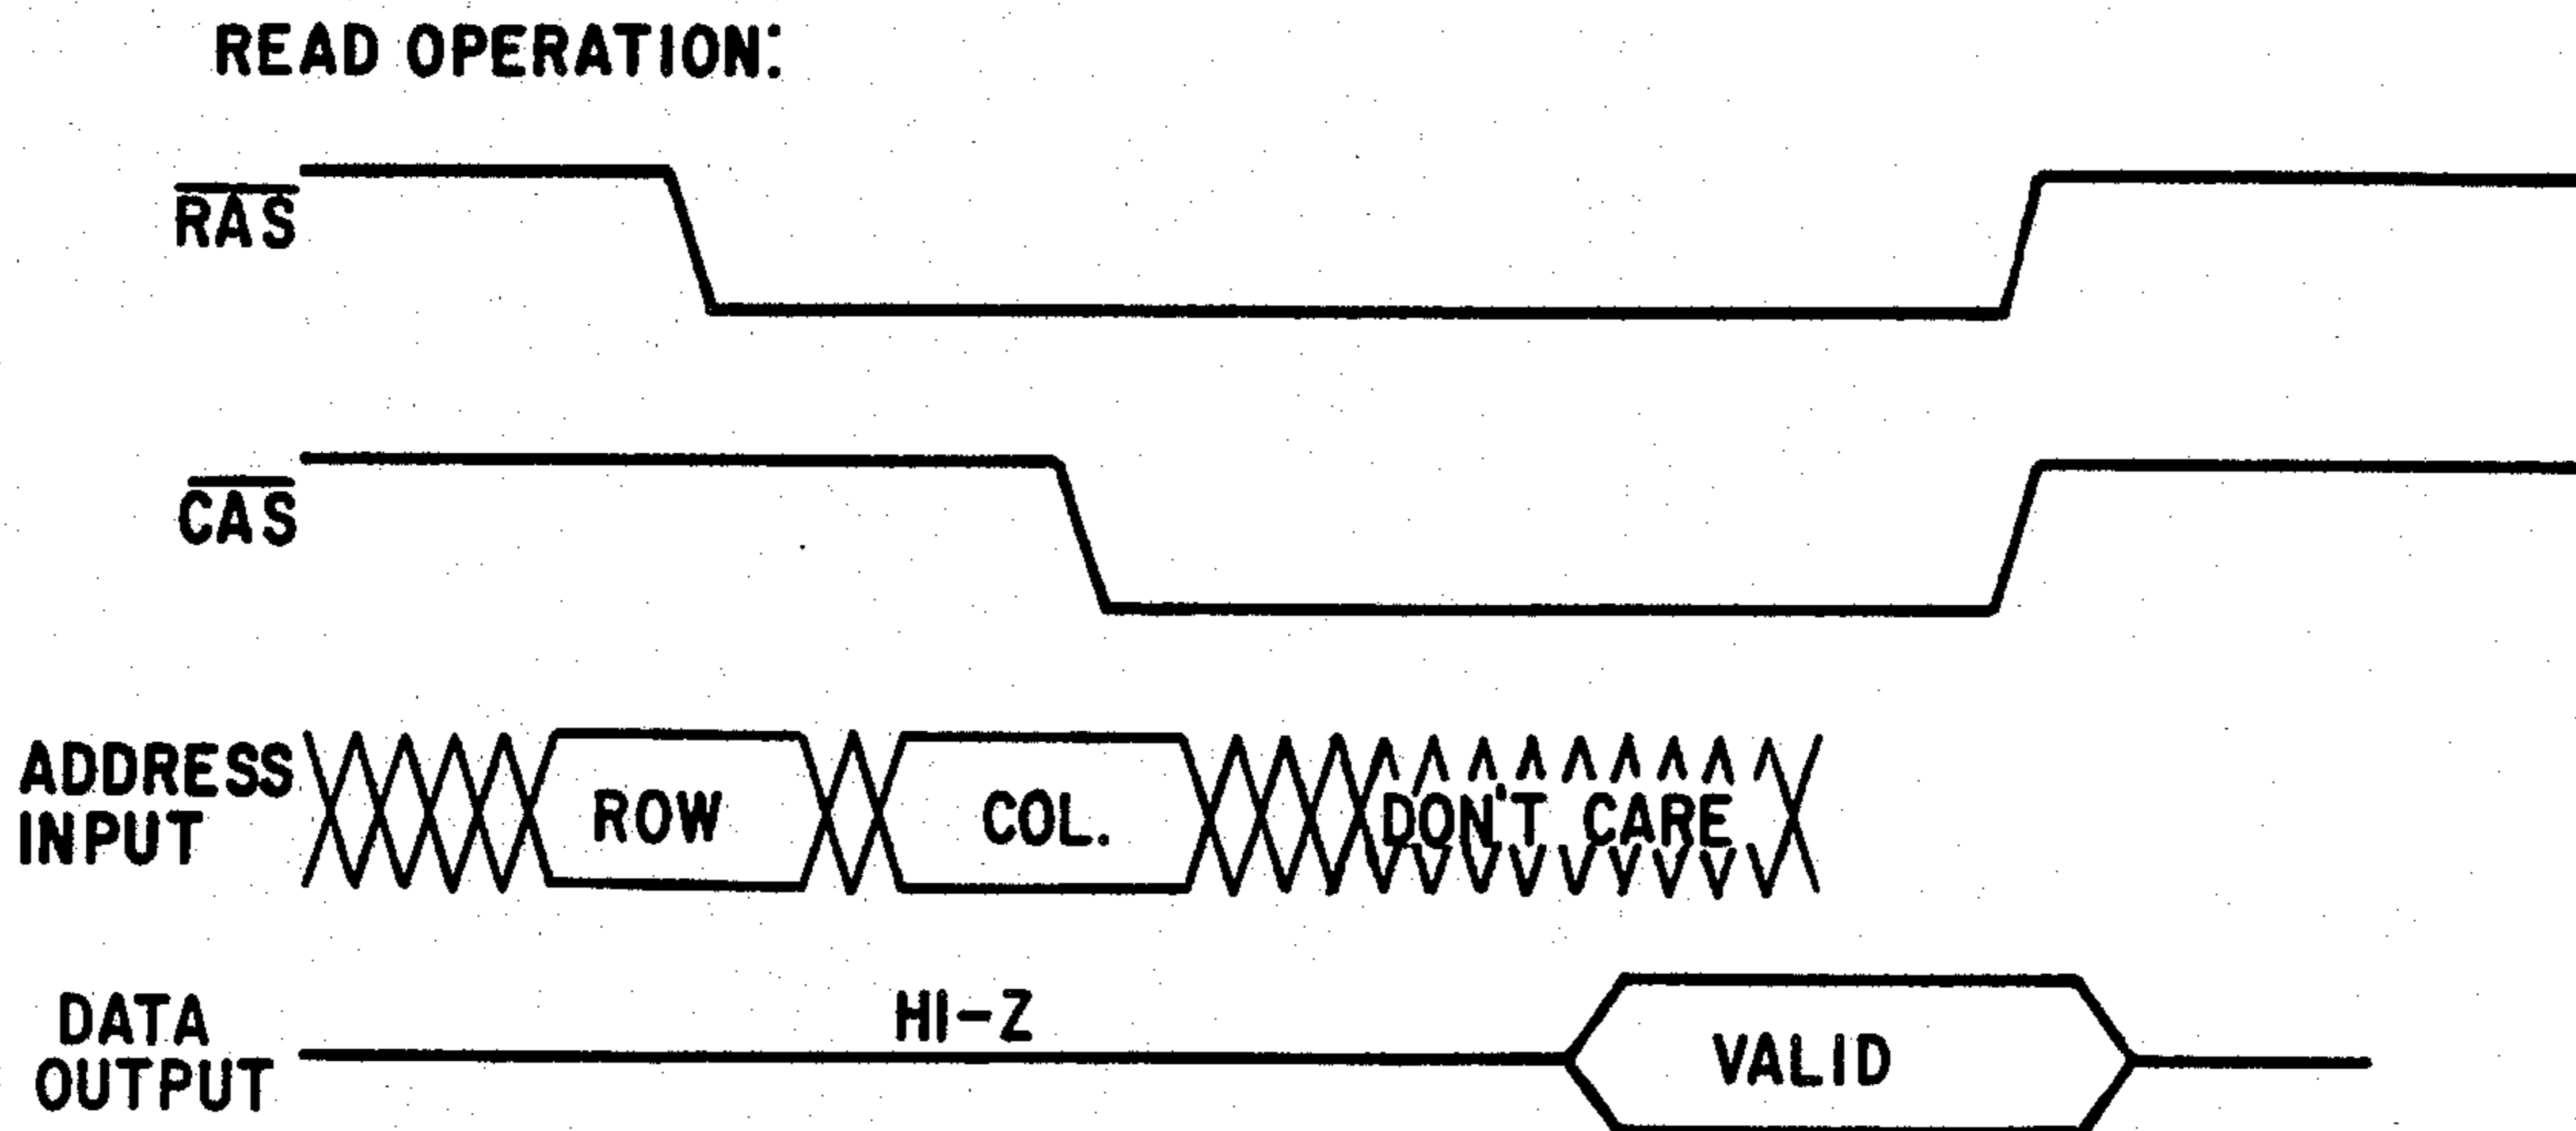 READ OPERATION:
RAS
CAS
ADDRESS
INPUT
ROW
COL.
DON'T CARE
DATA
OUTPUT
HI-Z
VALID